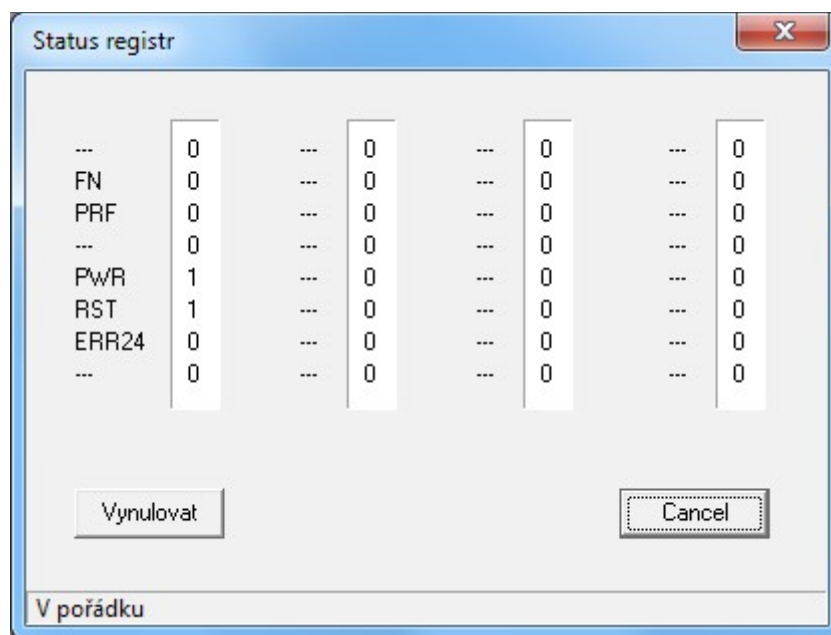 Status registr
--- 0 --- 0 --- 0 --- 0
FN 0 --- 0 --- 0 --- 0
PRF 0 --- 0 --- 0 --- 0
--- 0 --- 0 --- 0 --- 0
PWR 1 --- 0 --- 0 --- 0
RST 1 --- 0 --- 0 --- 0
ERR24 0 --- 0 --- 0 --- 0
--- 0 --- 0 --- 0 --- 0
Vynulovat Cancel
V pořádku